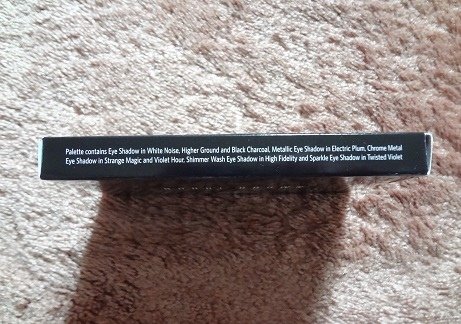 Palette contains Eye Shadow in White Noise, Higher Ground and Black Charcoal, Metallic Eye Shadow in Electric Plum, Chrome Metal
Eye Shadow in Strange Magic and Violet Hour, Shimmer Wash Eye Shadow in High Fidelity and Sparkle Eye Shadow in Twisted Violet